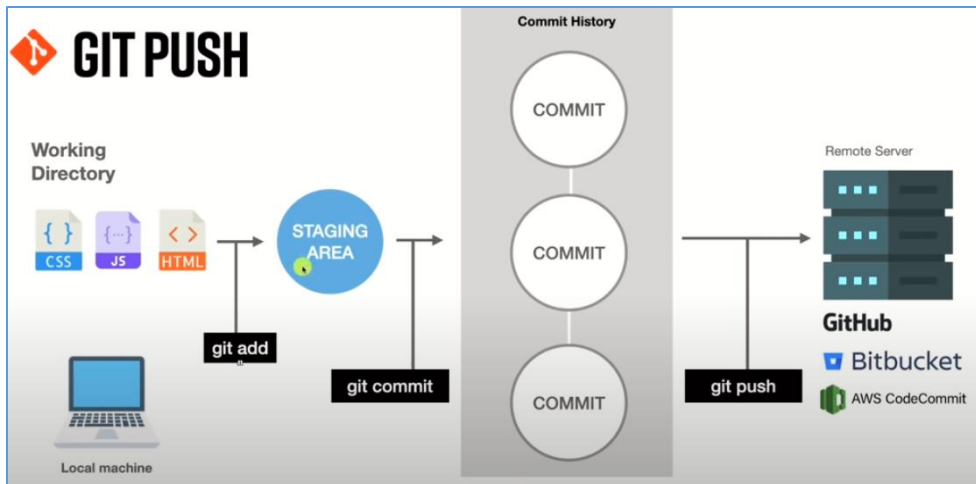 GIT PUSH
Commit History
COMMIT
COMMIT
COMMIT
Working
Directory
{ }
CSS
{···}
JS
< >
HTML
STAGING
AREA
git add
git commit
git push
Local machine
Remote Server
GitHub
Bitbucket
AWS CodeCommit